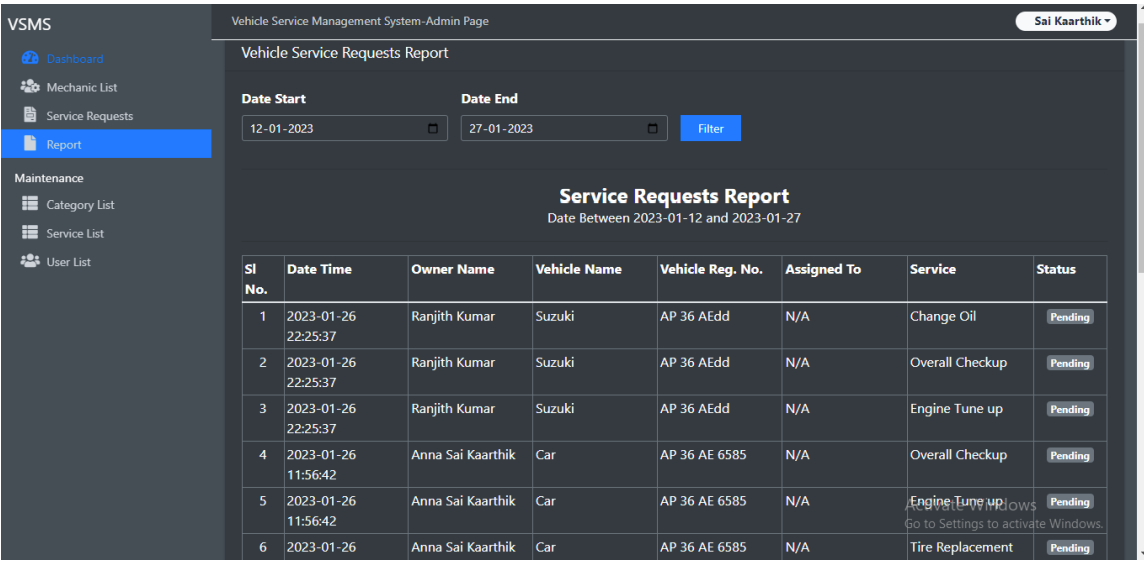 VSMS
Vehicle Service Management System-Admin Page
Sai Kaarthik
Dashboard
Mechanic List
Service Requests
Report
Maintenance
Category List
Service List
User List
Vehicle Service Requests Report
Date Start Date End
12-01-2023 27-01-2023 Filter
Service Requests Report
Date Between 2023-01-12 and 2023-01-27
Sl No. Date Time Owner Name Vehicle Name Vehicle Reg. No. Assigned To Service Status
1 2023-01-26 22:25:37 Ranjith Kumar Suzuki AP 36 AEdd N/A Change Oil Pending
2 2023-01-26 22:25:37 Ranjith Kumar Suzuki AP 36 AEdd N/A Overall Checkup Pending
3 2023-01-26 22:25:37 Ranjith Kumar Suzuki AP 36 AEdd N/A Engine Tune up Pending
4 2023-01-26 11:56:42 Anna Sai Kaarthik Car AP 36 AE 6585 N/A Overall Checkup Pending
5 2023-01-26 11:56:42 Anna Sai Kaarthik Car AP 36 AE 6585 N/A Engine Tune up Pending
6 2023-01-26 Anna Sai Kaarthik Car AP 36 AE 6585 N/A Tire Replacement Pending
Activate Windows
Go to Settings to activate Windows.